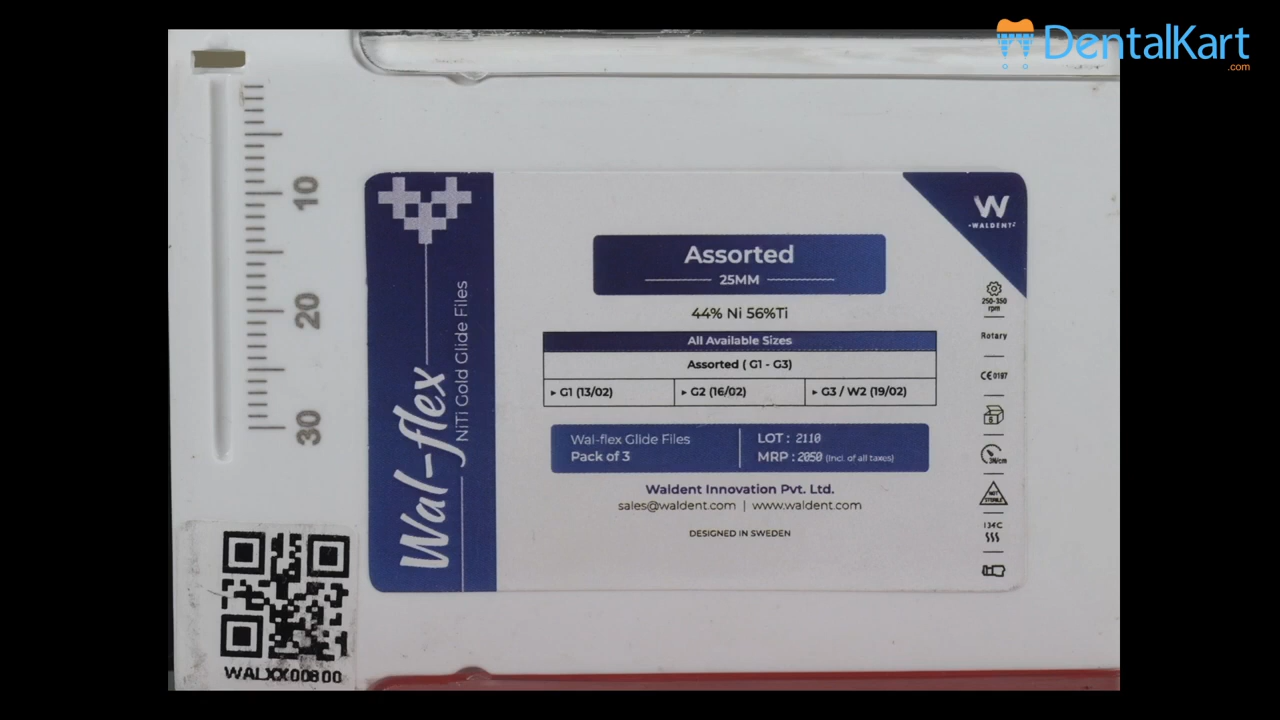 DentalKart
.com
10
20
30
Wal-flex
NiTi Gold Glide Files
W
WALDENT
Assorted
25MM
44% Ni 56%Ti
All Available Sizes
Assorted ( G1 - G3)
▸ G1 (13/02) ▸ G2 (16/02) ▸ G3 / W2 (19/02)
Wal-flex Glide Files
Pack of 3
LOT : 2110
MRP : 2050 (Incl. of all taxes)
Waldent Innovation Pvt. Ltd.
sales@waldent.com | www.waldent.com
DESIGNED IN SWEDEN
250-350
rpm
Rotary
CE 0197
NOT
STERILE
134C
WALXX00800